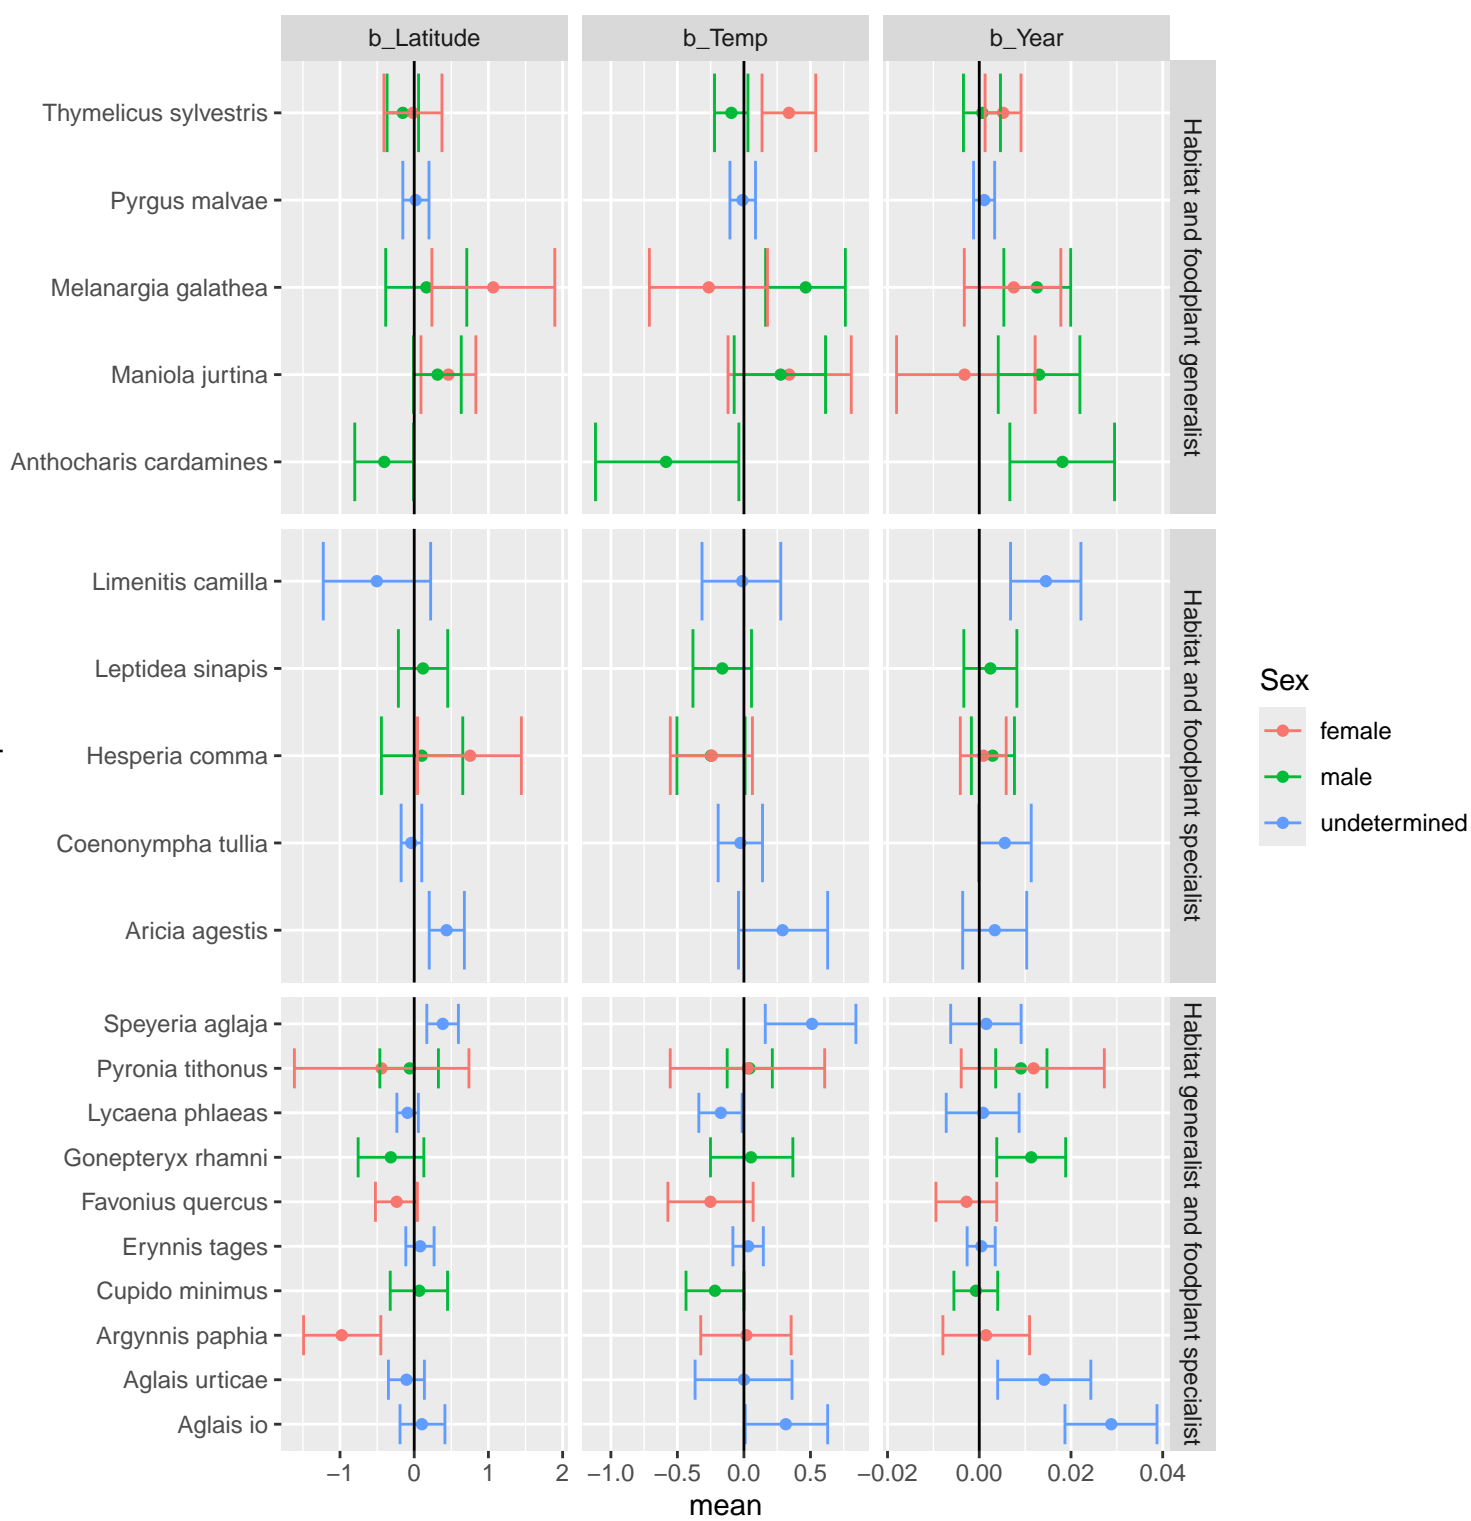 b_Latitude
b_Temp
b_Year
Thymelicus sylvestris
Pyrgus malvae
Melanargia galathea
Maniola jurtina
Anthocharis cardamines
Habitat and foodplant generalist
Limenitis camilla
Leptidea sinapis
Hesperia comma
Coenonympha tullia
Aricia agestis
Habitat and foodplant specialist
Speyeria aglaja
Pyronia tithonus
Lycaena phlaeas
Gonepteryx rhamni
Favonius quercus
Erynnis tages
Cupido minimus
Argynnis paphia
Aglais urticae
Aglais io
Habitat generalist and foodplant specialist
−1 0 1 2
−1.0 −0.5 0.0 0.5
−0.02 0.00 0.02 0.04
mean
Sex
female
male
undetermined